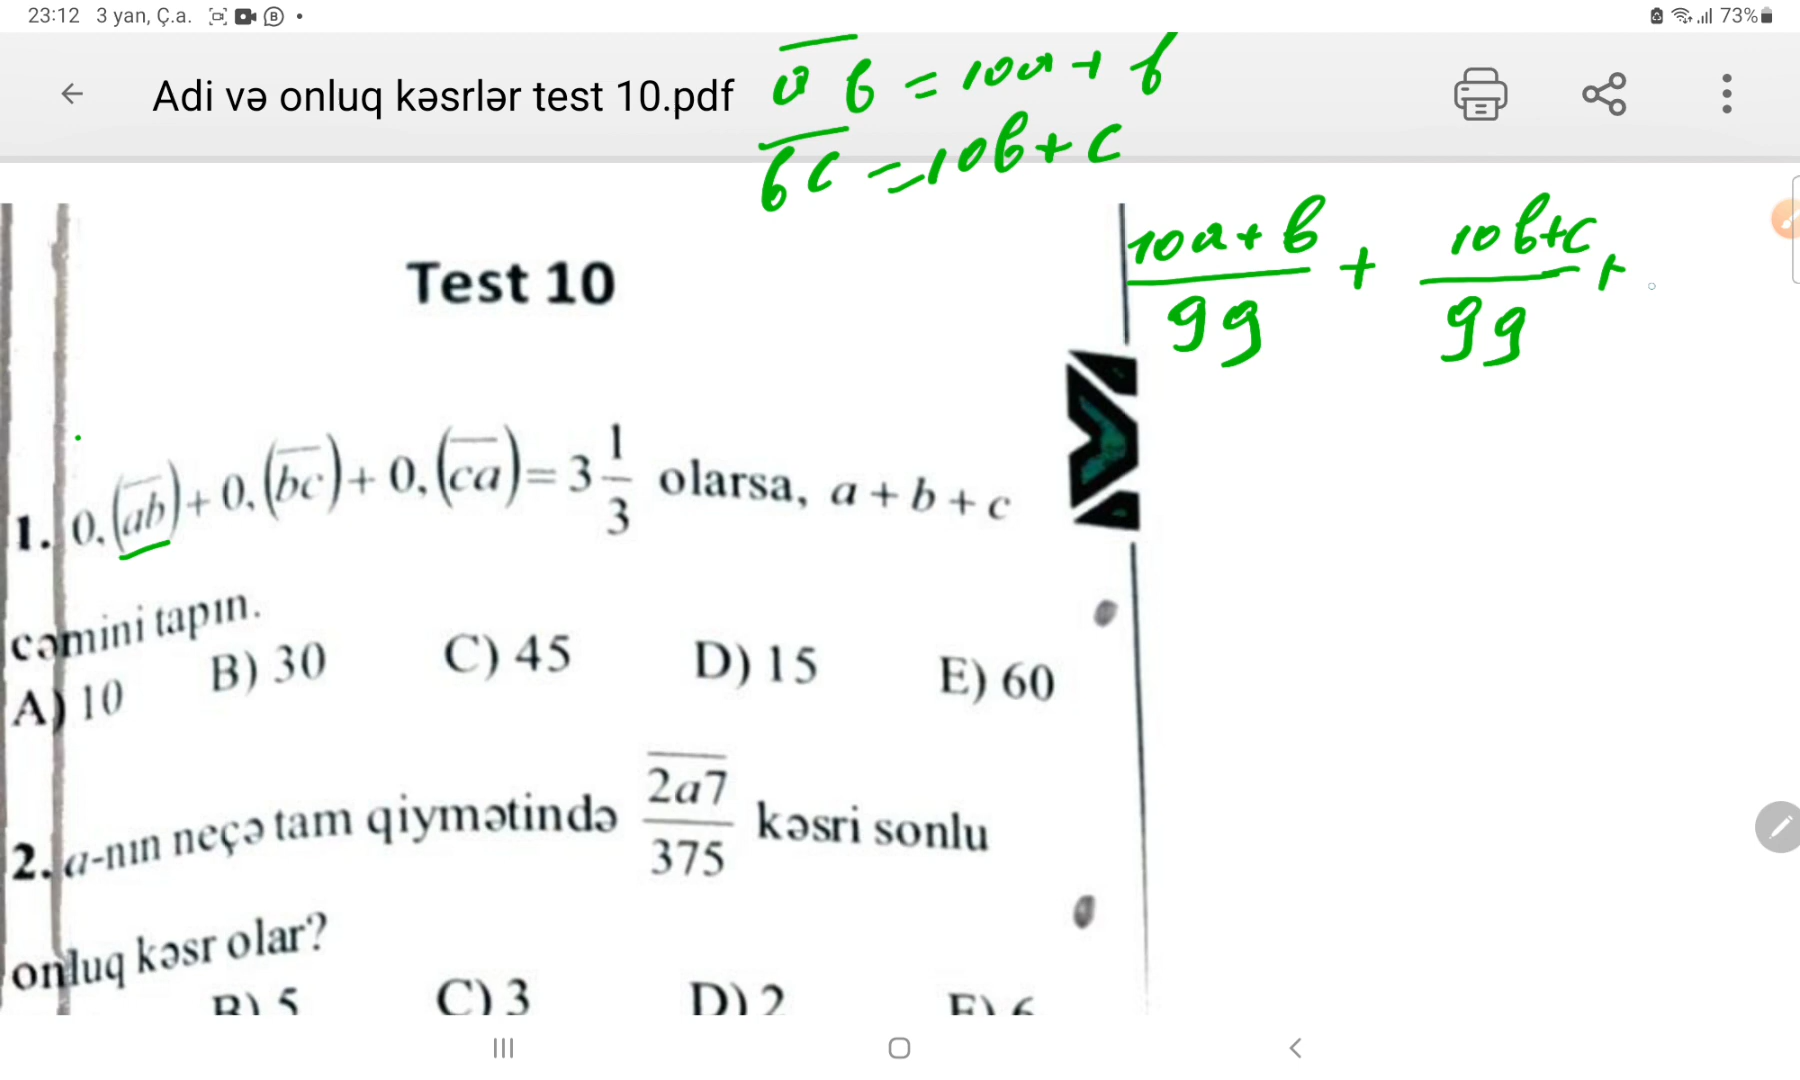 23:12 3 yan, Ç.a.
73%
Adi və onluq kəsrlər test 10.pdf
ab = 10a + b
bc = 10b + c
Test 10
10a + b / 99 + 10b + c / 99 +
1. 0,(ab) + 0,(bc) + 0,(ca) = 3 1/3 olarsa, a + b + c
cəmini tapın.
A) 10 B) 30 C) 45 D) 15 E) 60
2. a-nın neçə tam qiymətində 2a7/375 kəsri sonlu
onluq kəsr olar?
B) 5 C) 3 D) 2 E) 6